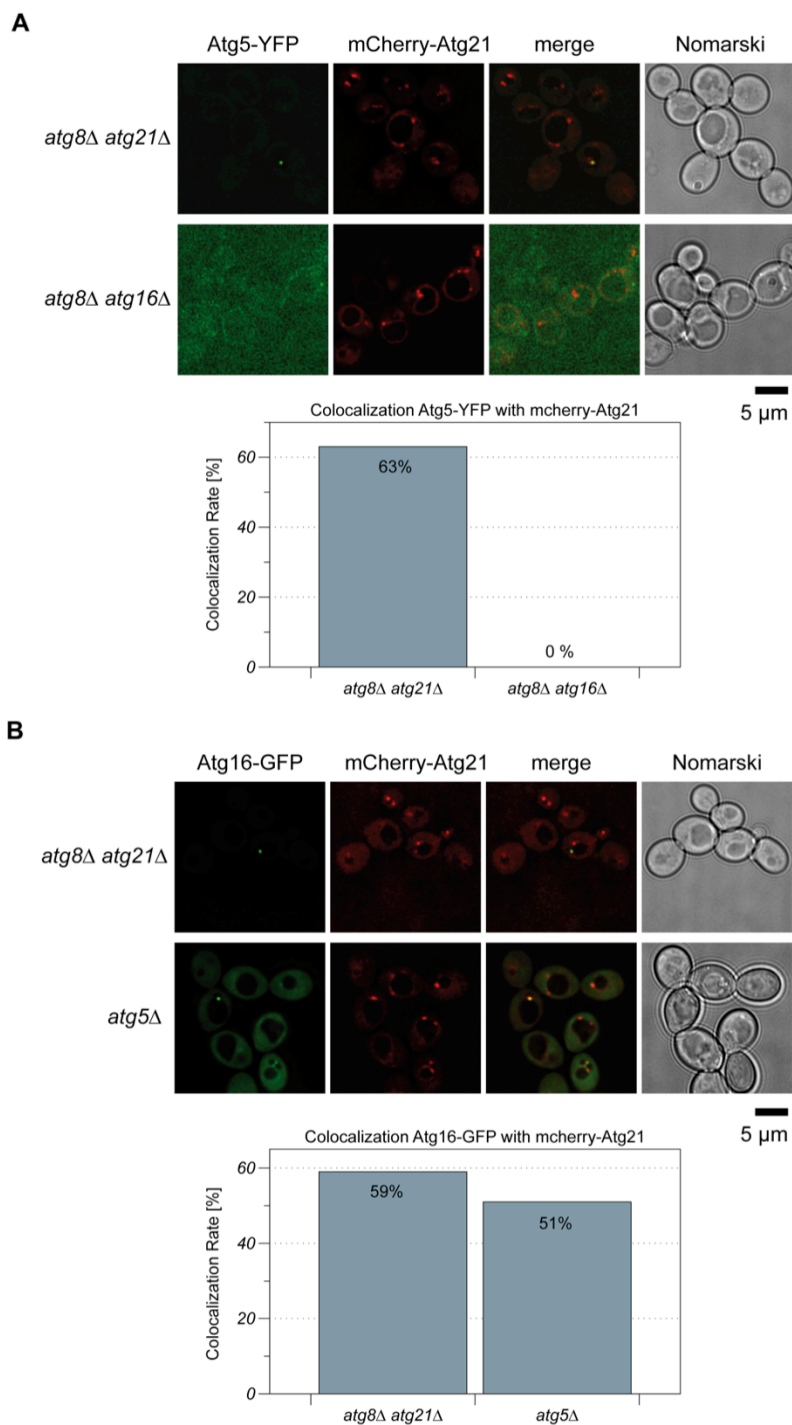 A
Atg5-YFP mCherry-Atg21 merge Nomarski
atg8Δ atg21Δ
atg8Δ atg16Δ
5 µm
Colocalization Atg5-YFP with mcherry-Atg21
Colocalization Rate [%]
60
40
20
0
63%
0 %
atg8Δ atg21Δ atg8Δ atg16Δ
B
Atg16-GFP mCherry-Atg21 merge Nomarski
atg8Δ atg21Δ
atg5Δ
5 µm
Colocalization Atg16-GFP with mcherry-Atg21
Colocalization Rate [%]
60
40
20
0
59%
51%
atg8Δ atg21Δ atg5Δ